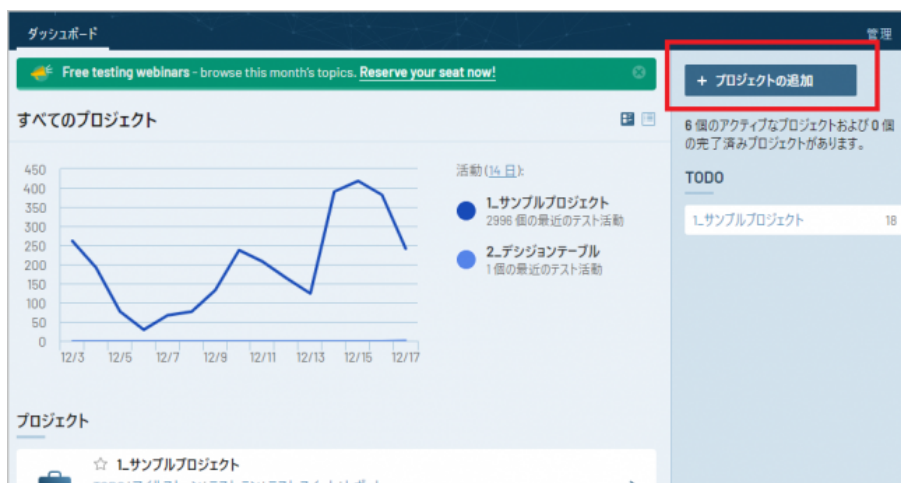 ダッシュボード
管理
Free testing webinars - browse this month's topics. Reserve your seat now!
+ プロジェクトの追加
すべてのプロジェクト
6 個のアクティブなプロジェクトおよび 0 個
の完了済みプロジェクトがあります。
TODO
1_サンプルプロジェクト 18
450
400
350
300
250
200
150
100
50
0
12/3 12/5 12/7 12/9 12/11 12/13 12/15 12/17
活動 (14 日):
1_サンプルプロジェクト
2996 個の最近のテスト活動
2_デシジョンテーブル
1 個の最近のテスト活動
プロジェクト
1_サンプルプロジェクト